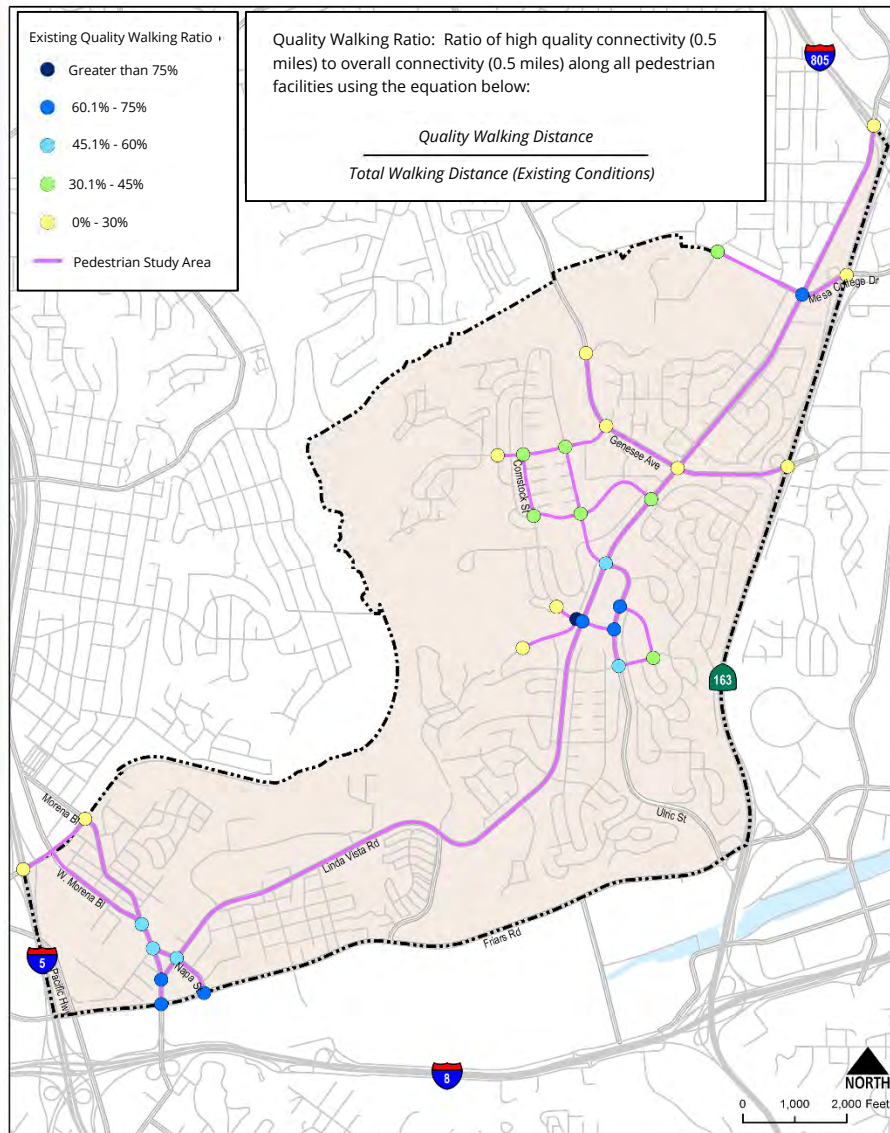 Existing Quality Walking Ratio
Greater than 75%
60.1% - 75%
45.1% - 60%
30.1% - 45%
0% - 30%
Pedestrian Study Area
Quality Walking Ratio: Ratio of high quality connectivity (0.5
miles) to overall connectivity (0.5 miles) along all pedestrian
facilities using the equation below:
Quality Walking Distance
Total Walking Distance (Existing Conditions)
805
Mesa College Dr
Genesee Ave
Comstock St
163
Morena Bl
W. Morena Bl
Linda Vista Rd
Ulric St
Friars Rd
Napa St
5
Pacific Hwy
8
NORTH
0 1,000 2,000 Feet